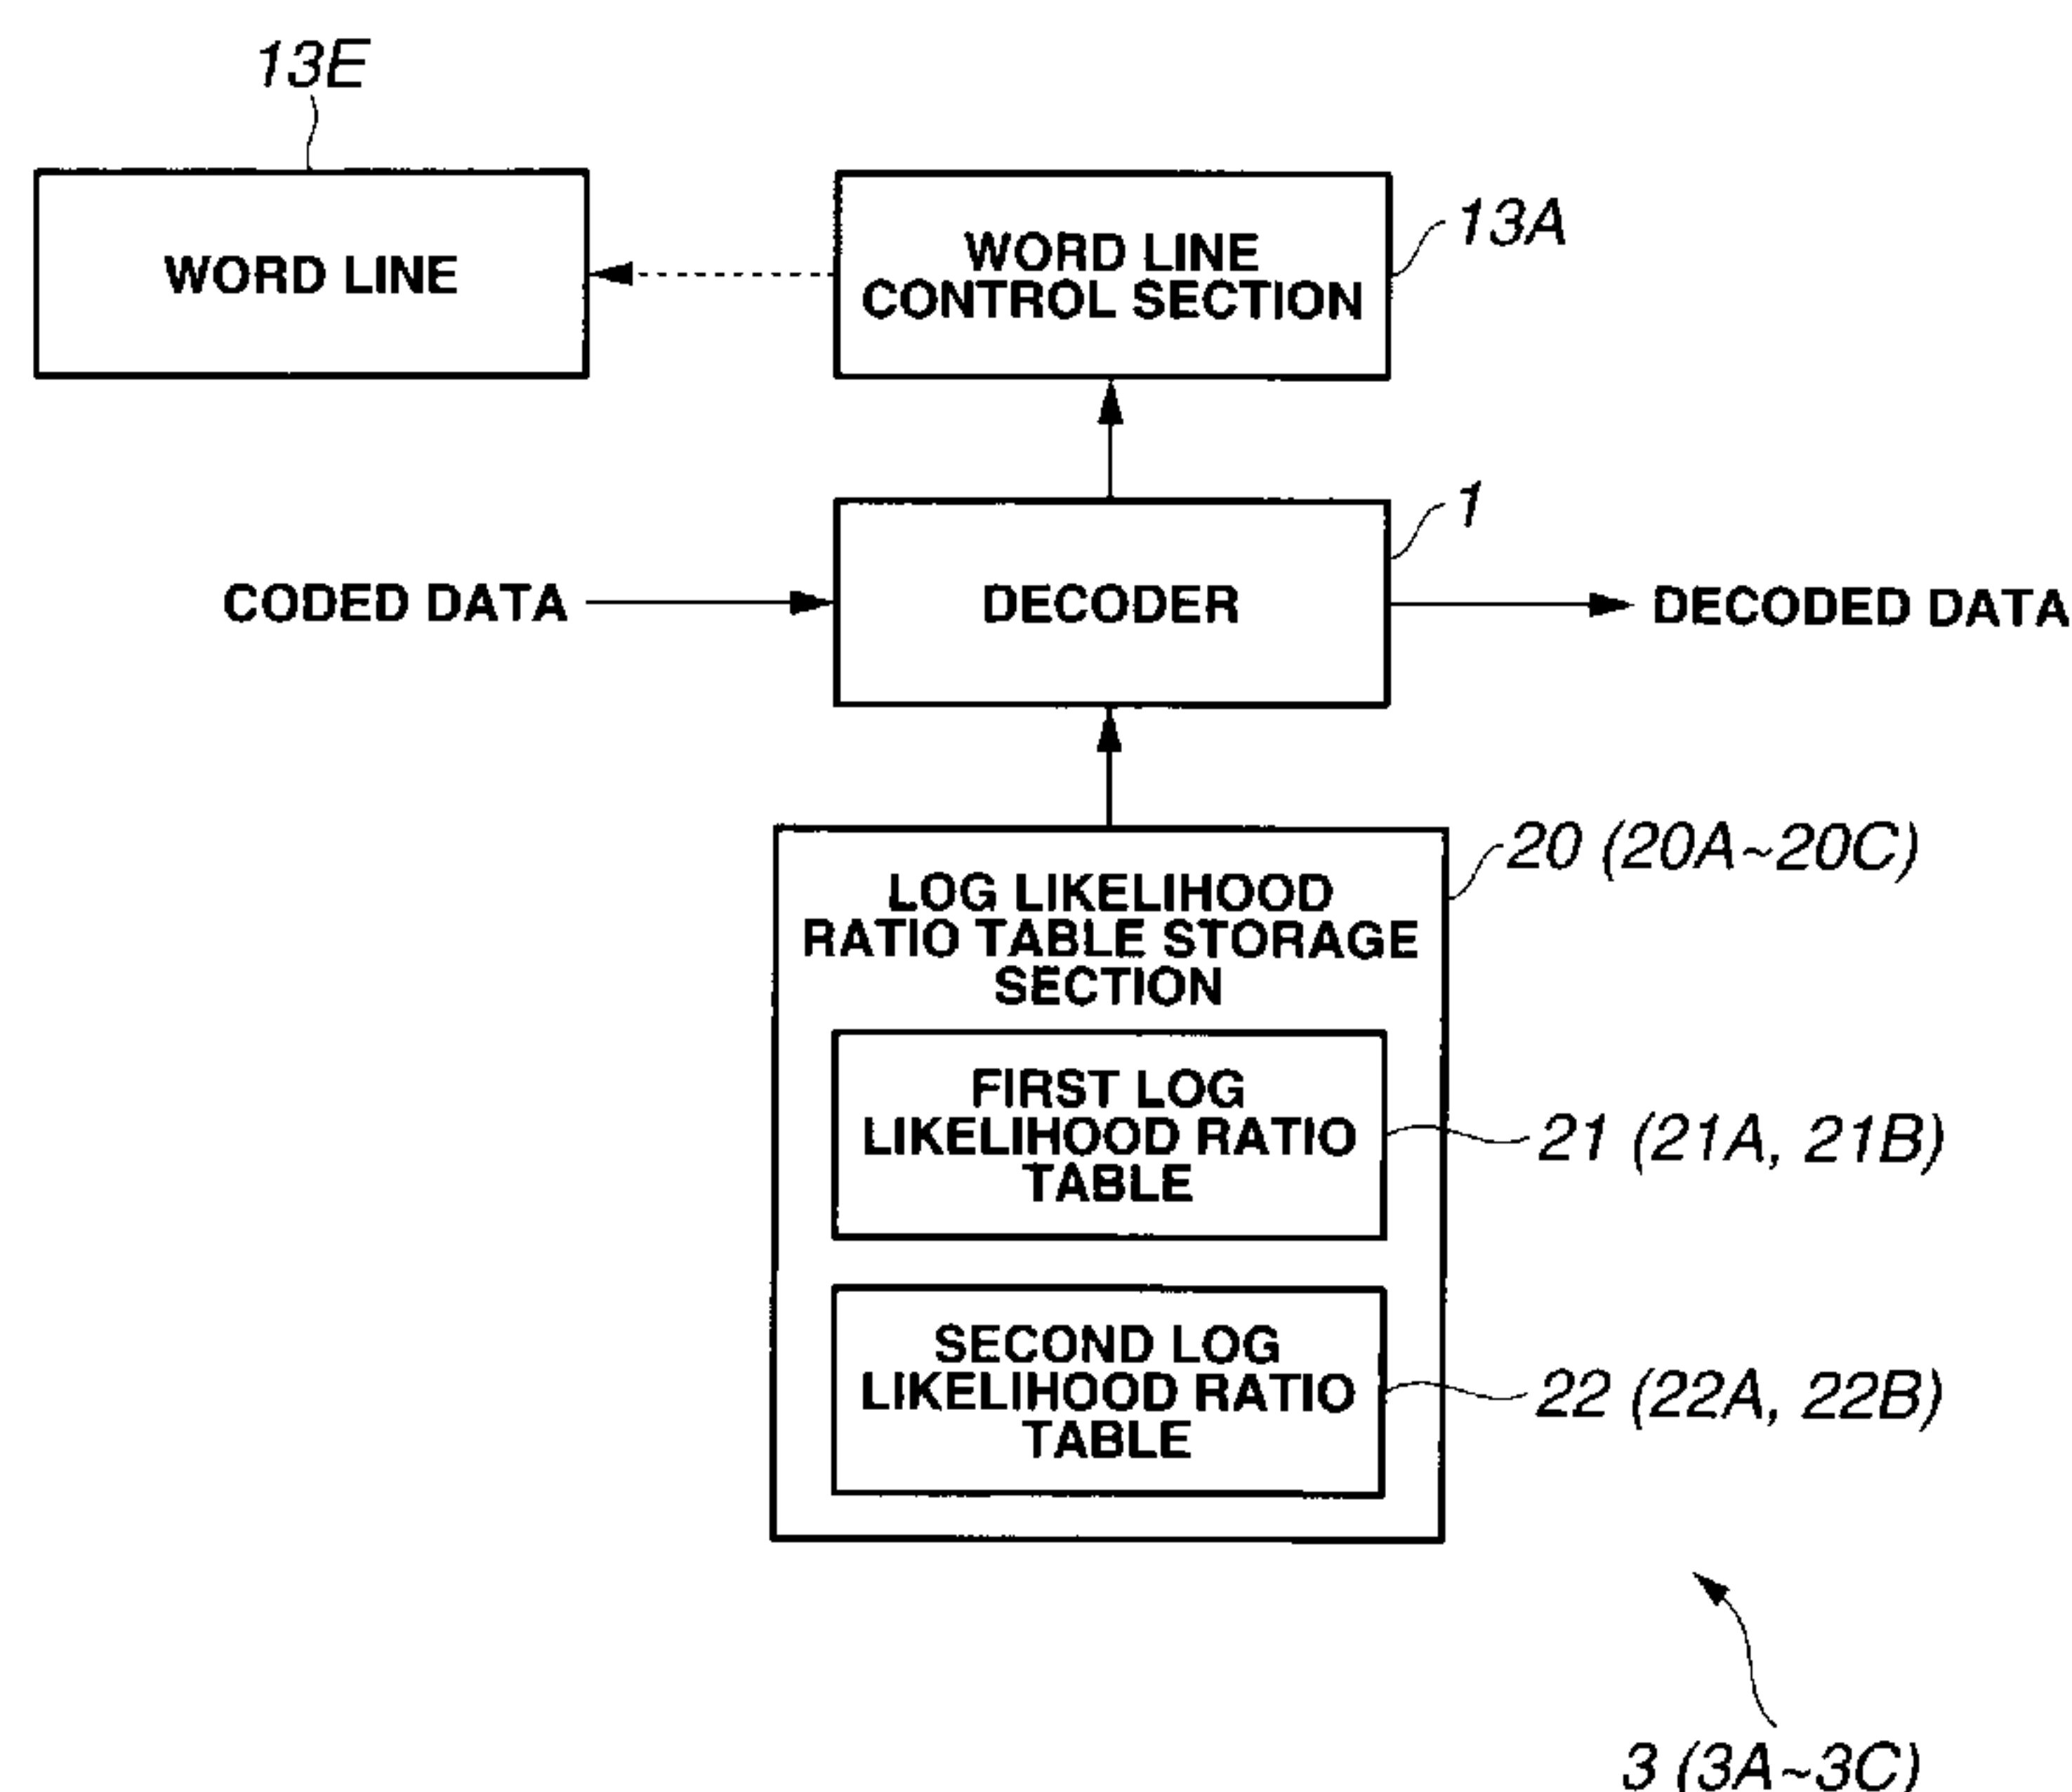 13E
WORD LINE
WORD LINE
CONTROL SECTION
13A
CODED DATA
DECODER
1
DECODED DATA
20 (20A~20C)
LOG LIKELIHOOD
RATIO TABLE STORAGE
SECTION
FIRST LOG
LIKELIHOOD RATIO
TABLE
21 (21A, 21B)
SECOND LOG
LIKELIHOOD RATIO
TABLE
22 (22A, 22B)
3 (3A~3C)